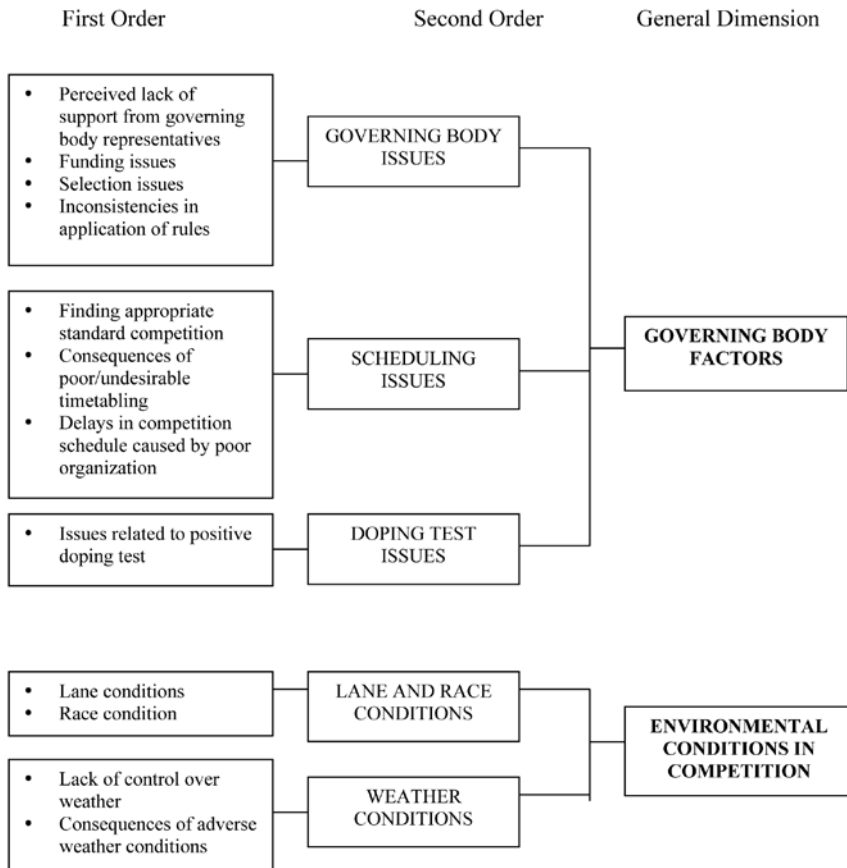 First Order
Second Order
General Dimension
• Perceived lack of
support from governing
body representatives
• Funding issues
• Selection issues
• Inconsistencies in
application of rules
GOVERNING BODY
ISSUES
• Finding appropriate
standard competition
• Consequences of
poor/undesirable
timetabling
• Delays in competition
schedule caused by poor
organization
SCHEDULING
ISSUES
GOVERNING BODY
FACTORS
• Issues related to positive
doping test
DOPING TEST
ISSUES
• Lane conditions
• Race condition
LANE AND RACE
CONDITIONS
ENVIRONMENTAL
CONDITIONS IN
COMPETITION
• Lack of control over
weather
• Consequences of adverse
weather conditions
WEATHER
CONDITIONS